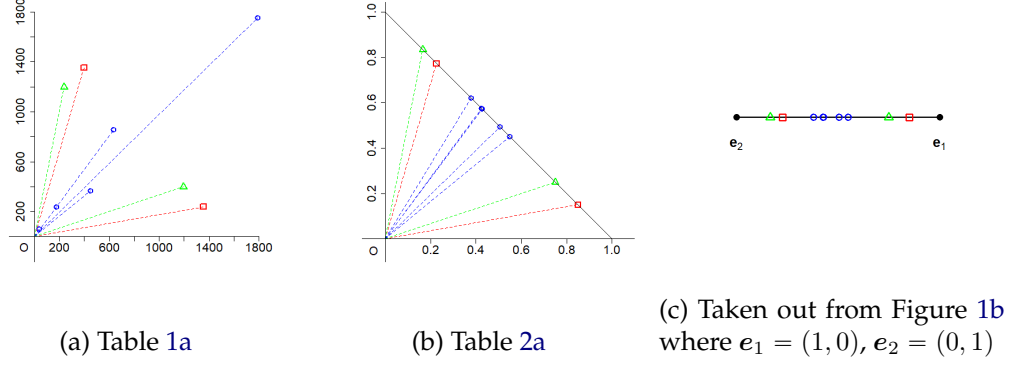 1800
1400
1000
600
200
O
200
600
1000
1400
1800
1.0
0.8
0.6
0.4
0.2
O
0.2
0.4
0.6
0.8
1.0
e2
e1
(a) Table 1a
(b) Table 2a
(c) Taken out from Figure 1b
where e1 = (1, 0), e2 = (0, 1)